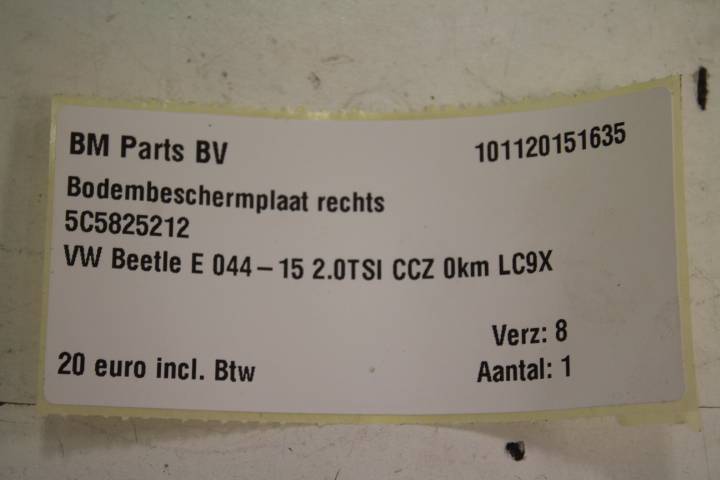 BM Parts BV 101120151635
Bodembeschermplaat rechts
5C5825212
VW Beetle E 044-15 2.0TSI CCZ 0km LC9X
Verz: 8
20 euro incl. Btw Aantal: 1